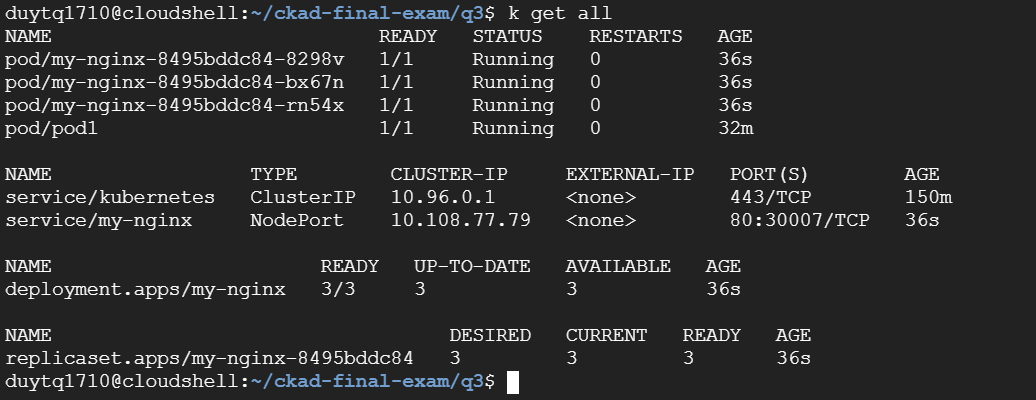 duytq1710@cloudshell:~/ckad-final-exam/q3$ k get all
NAME READY STATUS RESTARTS AGE
pod/my-nginx-8495bddc84-8298v 1/1 Running 0 36s
pod/my-nginx-8495bddc84-bx67n 1/1 Running 0 36s
pod/my-nginx-8495bddc84-rn54x 1/1 Running 0 36s
pod/pod1 1/1 Running 0 32m
NAME TYPE CLUSTER-IP EXTERNAL-IP PORT(S) AGE
service/kubernetes ClusterIP 10.96.0.1 <none> 443/TCP 150m
service/my-nginx NodePort 10.108.77.79 <none> 80:30007/TCP 36s
NAME READY UP-TO-DATE AVAILABLE AGE
deployment.apps/my-nginx 3/3 3 3 36s
NAME DESIRED CURRENT READY AGE
replicaset.apps/my-nginx-8495bddc84 3 3 3 36s
duytq1710@cloudshell:~/ckad-final-exam/q3$